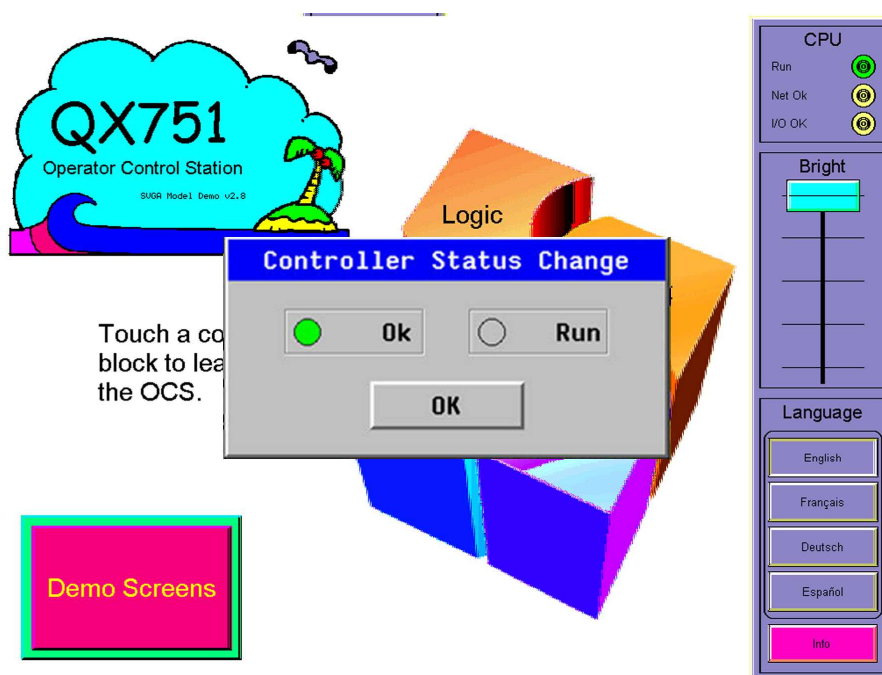 QX751
Operator Control Station
SVGA Model Demo v2.8
Logic
Controller Status Change
Ok
Run
OK
Touch a co
block to lea
the OCS.
Demo Screens
CPU
Run
Net Ok
I/O OK
Bright
Language
English
Français
Deutsch
Español
Info